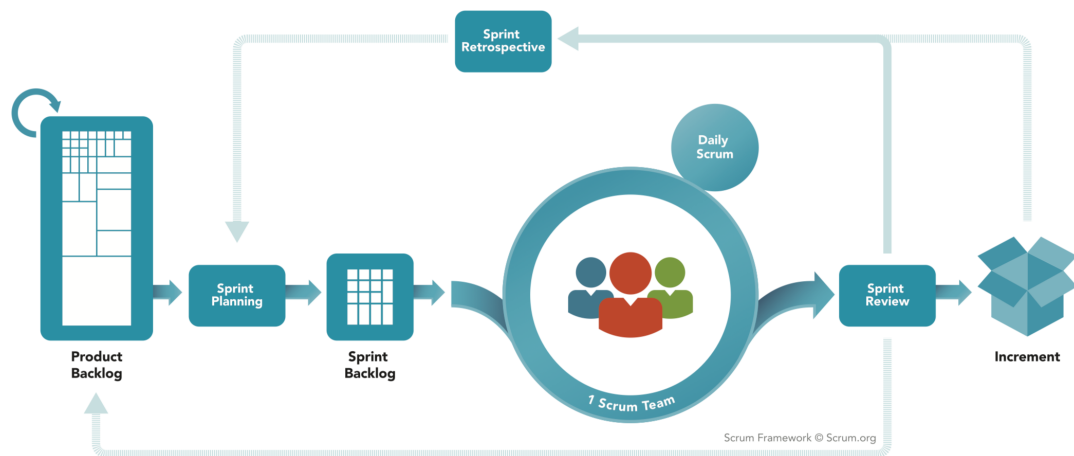 Sprint
Retrospective
Daily
Scrum
Sprint
Planning
Sprint
Review
Product
Backlog
Sprint
Backlog
1 Scrum Team
Increment
Scrum Framework © Scrum.org